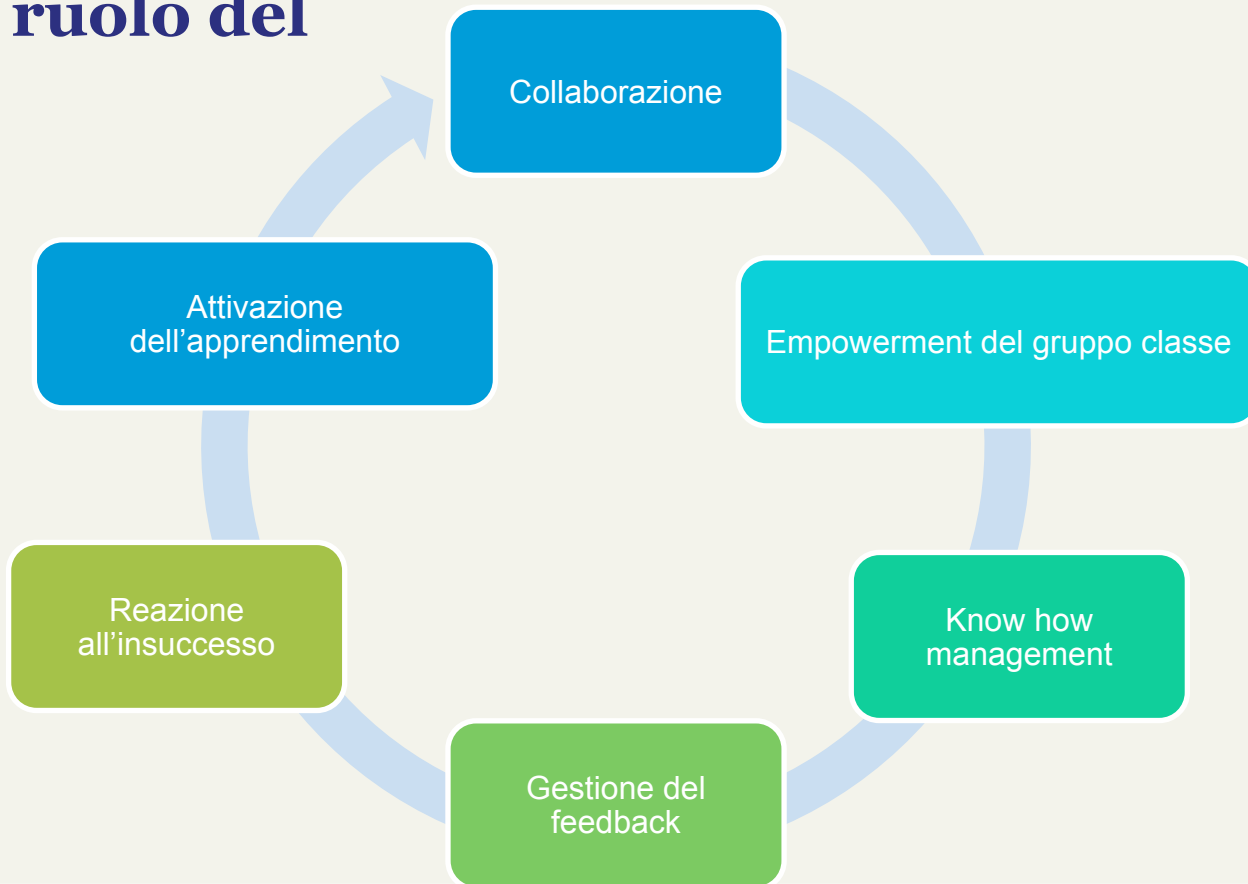 ruolo del
Collaborazione
Empowerment del gruppo classe
Know how
management
Gestione del
feedback
Reazione
all’insuccesso
Attivazione
dell’apprendimento